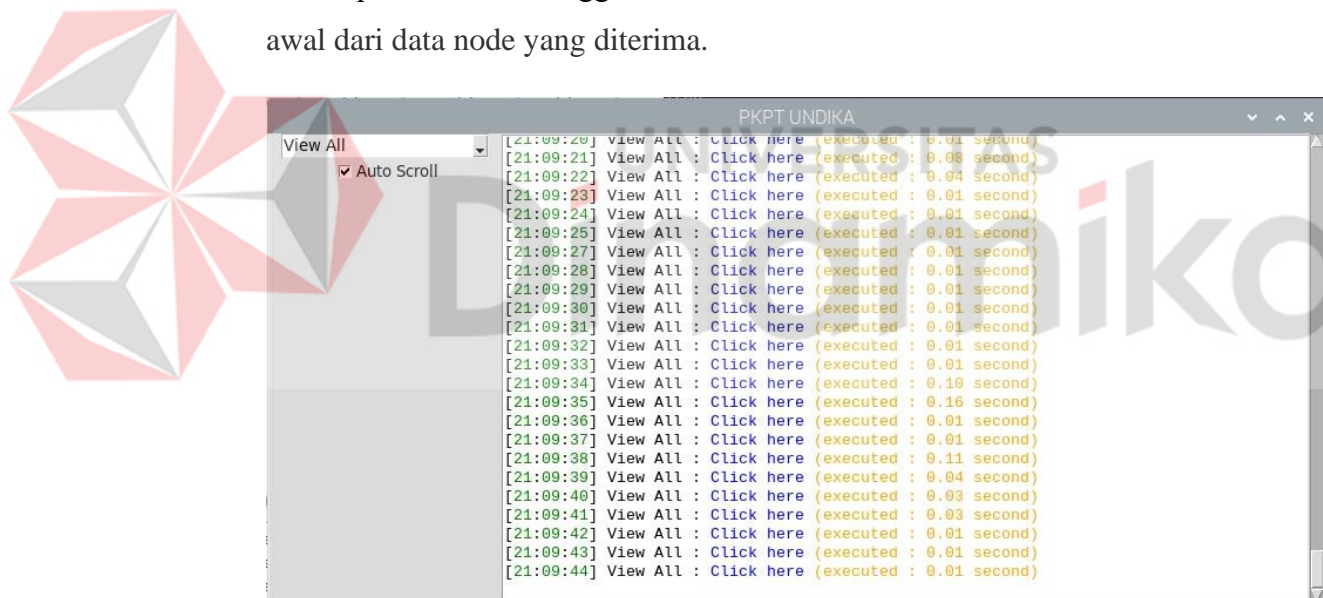 awal dari data node yang diterima.
PKPT UNDIKA
UNIVERSITAS
Dinamiko
View All
Auto Scroll
[21:09:20] View All : Click here (executed : 0.01 second)
[21:09:21] View All : Click here (executed : 0.08 second)
[21:09:22] View All : Click here (executed : 0.04 second)
[21:09:23] View All : Click here (executed : 0.01 second)
[21:09:24] View All : Click here (executed : 0.01 second)
[21:09:25] View All : Click here (executed : 0.01 second)
[21:09:27] View All : Click here (executed : 0.01 second)
[21:09:28] View All : Click here (executed : 0.01 second)
[21:09:29] View All : Click here (executed : 0.01 second)
[21:09:30] View All : Click here (executed : 0.01 second)
[21:09:31] View All : Click here (executed : 0.01 second)
[21:09:32] View All : Click here (executed : 0.01 second)
[21:09:33] View All : Click here (executed : 0.01 second)
[21:09:34] View All : Click here (executed : 0.10 second)
[21:09:35] View All : Click here (executed : 0.16 second)
[21:09:36] View All : Click here (executed : 0.01 second)
[21:09:37] View All : Click here (executed : 0.01 second)
[21:09:38] View All : Click here (executed : 0.11 second)
[21:09:39] View All : Click here (executed : 0.04 second)
[21:09:40] View All : Click here (executed : 0.03 second)
[21:09:41] View All : Click here (executed : 0.03 second)
[21:09:42] View All : Click here (executed : 0.01 second)
[21:09:43] View All : Click here (executed : 0.01 second)
[21:09:44] View All : Click here (executed : 0.01 second)